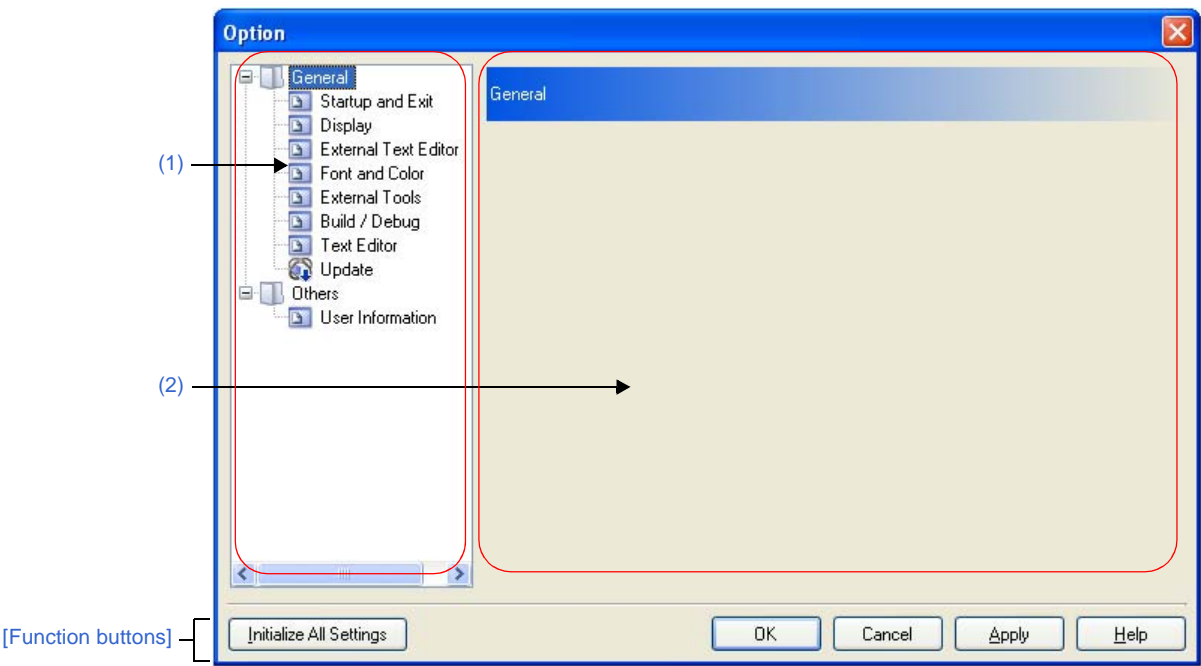 Option
General
General
Startup and Exit
Display
External Text Editor
(1)
Font and Color
External Tools
Build / Debug
Text Editor
Update
Others
User Information
(2)
[Function buttons]
Initialize All Settings
OK
Cancel
Apply
Help